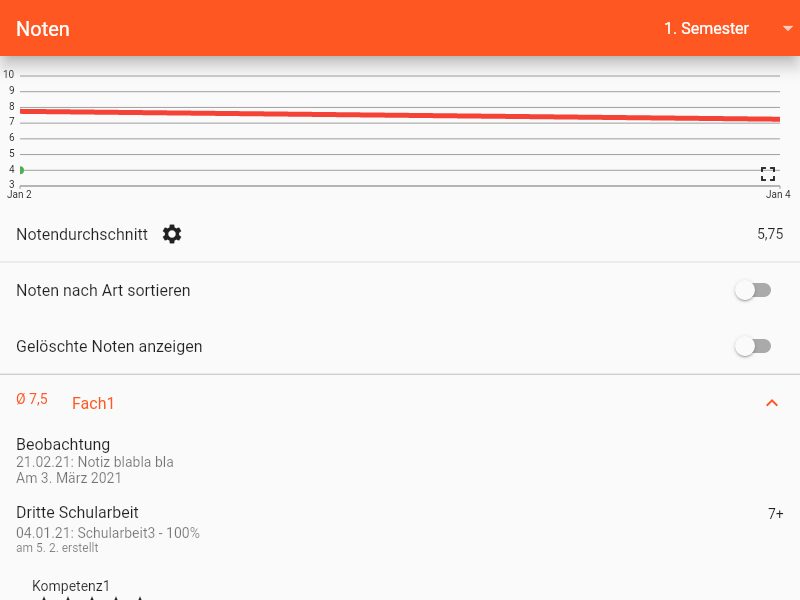 Noten
1. Semester
10
9
8
7
6
5
4
3
Jan 2
Jan 4
Notendurchschnitt
5,75
Noten nach Art sortieren
Gelöschte Noten anzeigen
Ø 7,5
Fach1
Beobachtung
21.02.21: Notiz blabla bla
Am 3. März 2021
Dritte Schularbeit
7+
04.01.21: Schularbeit3 - 100%
am 5. 2. erstellt
Kompetenz1